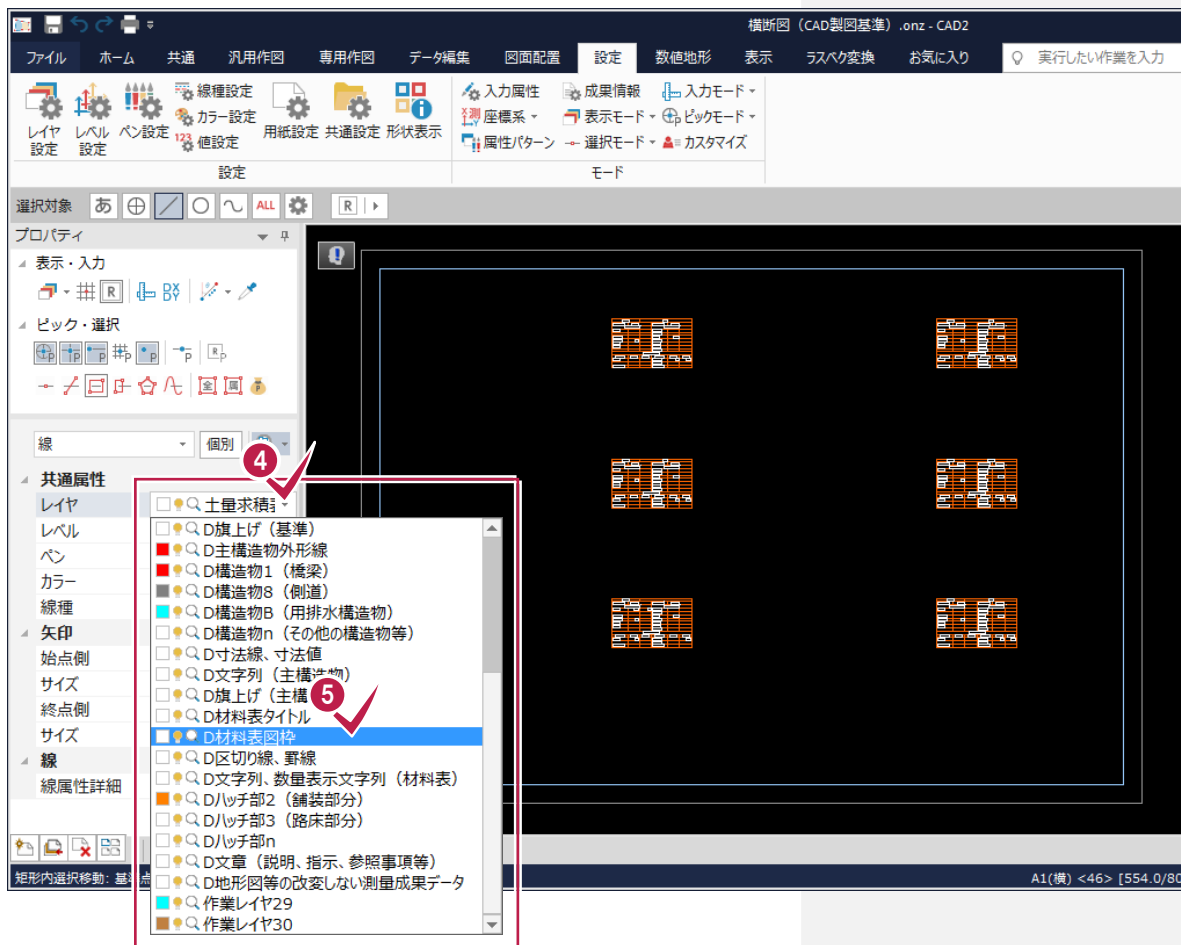 横断図（CAD製図基準）.onz - CAD2
ファイル ホーム 共通 汎用作図 専用作図 データ編集 図面配置 設定 数値地形 表示 ラスベク変換 お気に入り 実行したい作業を入力
レイヤ設定 レベル設定 ペン設定 線種設定 カラー設定 値設定 用紙設定 共通設定 形状表示
設定
入力属性 成果情報 入力モード
座標系 表示モード ピックモード
属性パターン 選択モード カスタマイズ
モード
選択対象 あ ALL R
プロパティ
表示・入力
R DX DY
ピック・選択
P P P P P P R P
全 属 P
線 個別
4
共通属性
レイヤ 土量求積
レベル
ペン
カラー
線種
矢印
始点側
サイズ
終点側
サイズ
線
線属性詳細
D旗上げ（基準）
D主構造物外形線
D構造物1（橋梁）
D構造物8（側道）
D構造物B（用排水構造物）
D構造物n（その他の構造物等）
D寸法線、寸法値
D文字列（主構造物）
D旗上げ（主構
5
D材料表タイトル
D材料表図枠
D区切り線、罫線
D文字列、数量表示文字列（材料表）
Dハッチ部2（舗装部分）
Dハッチ部3（路床部分）
Dハッチ部n
D文章（説明、指示、参照事項等）
D地形図等の改変しない測量成果データ
作業レイヤ29
作業レイヤ30
矩形内選択移動: 基準点
A1(横) <46> [554.0/80